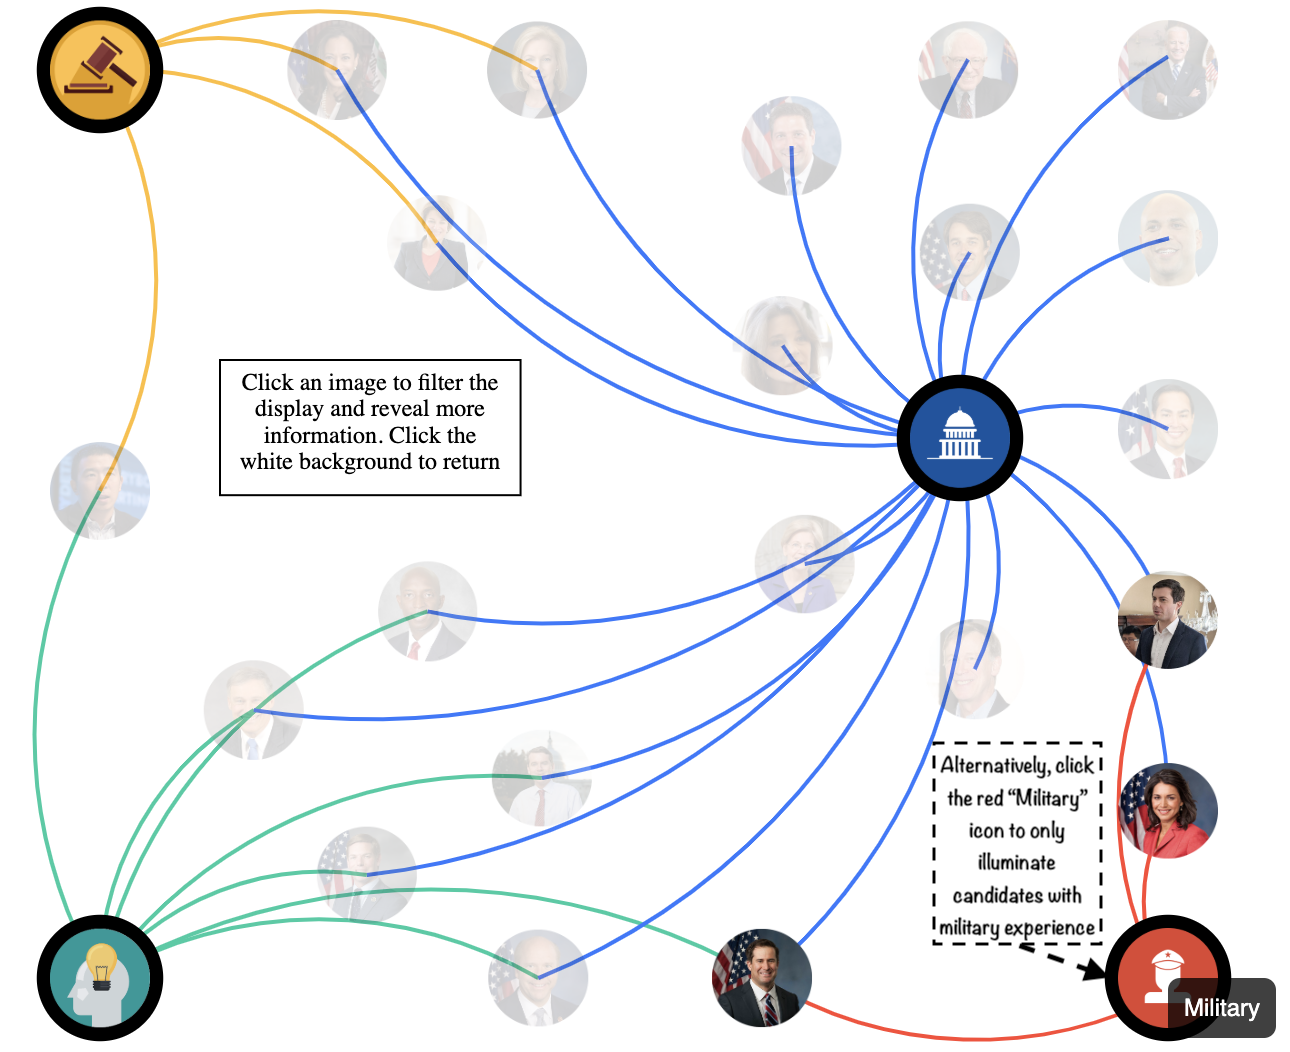 Click an image to filter the
display and reveal more
information. Click the
white background to return
Alternatively, click
the red “Military”
icon to only
illuminate
candidates with
military experience
Military